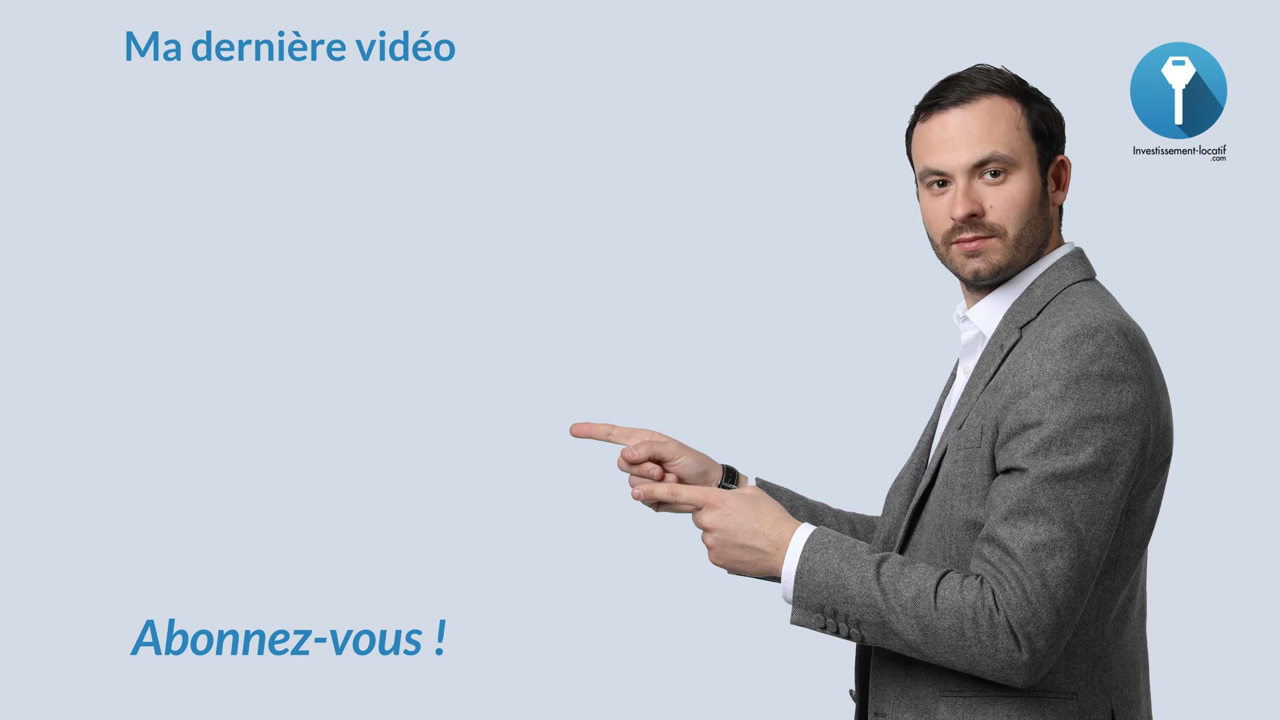 Ma dernière vidéo
Investissement-locatif
.com
Abonnez-vous !